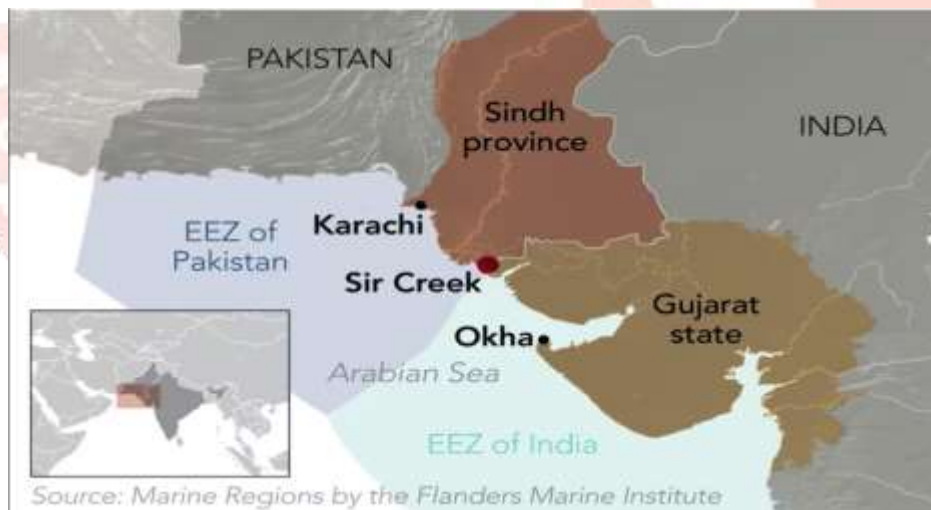 PAKISTAN
Sindh
province
INDIA
Karachi
EEZ of
Pakistan
Sir Creek
Gujarat
state
Okha
Arabian Sea
EEZ of India
Source: Marine Regions by the Flanders Marine Institute